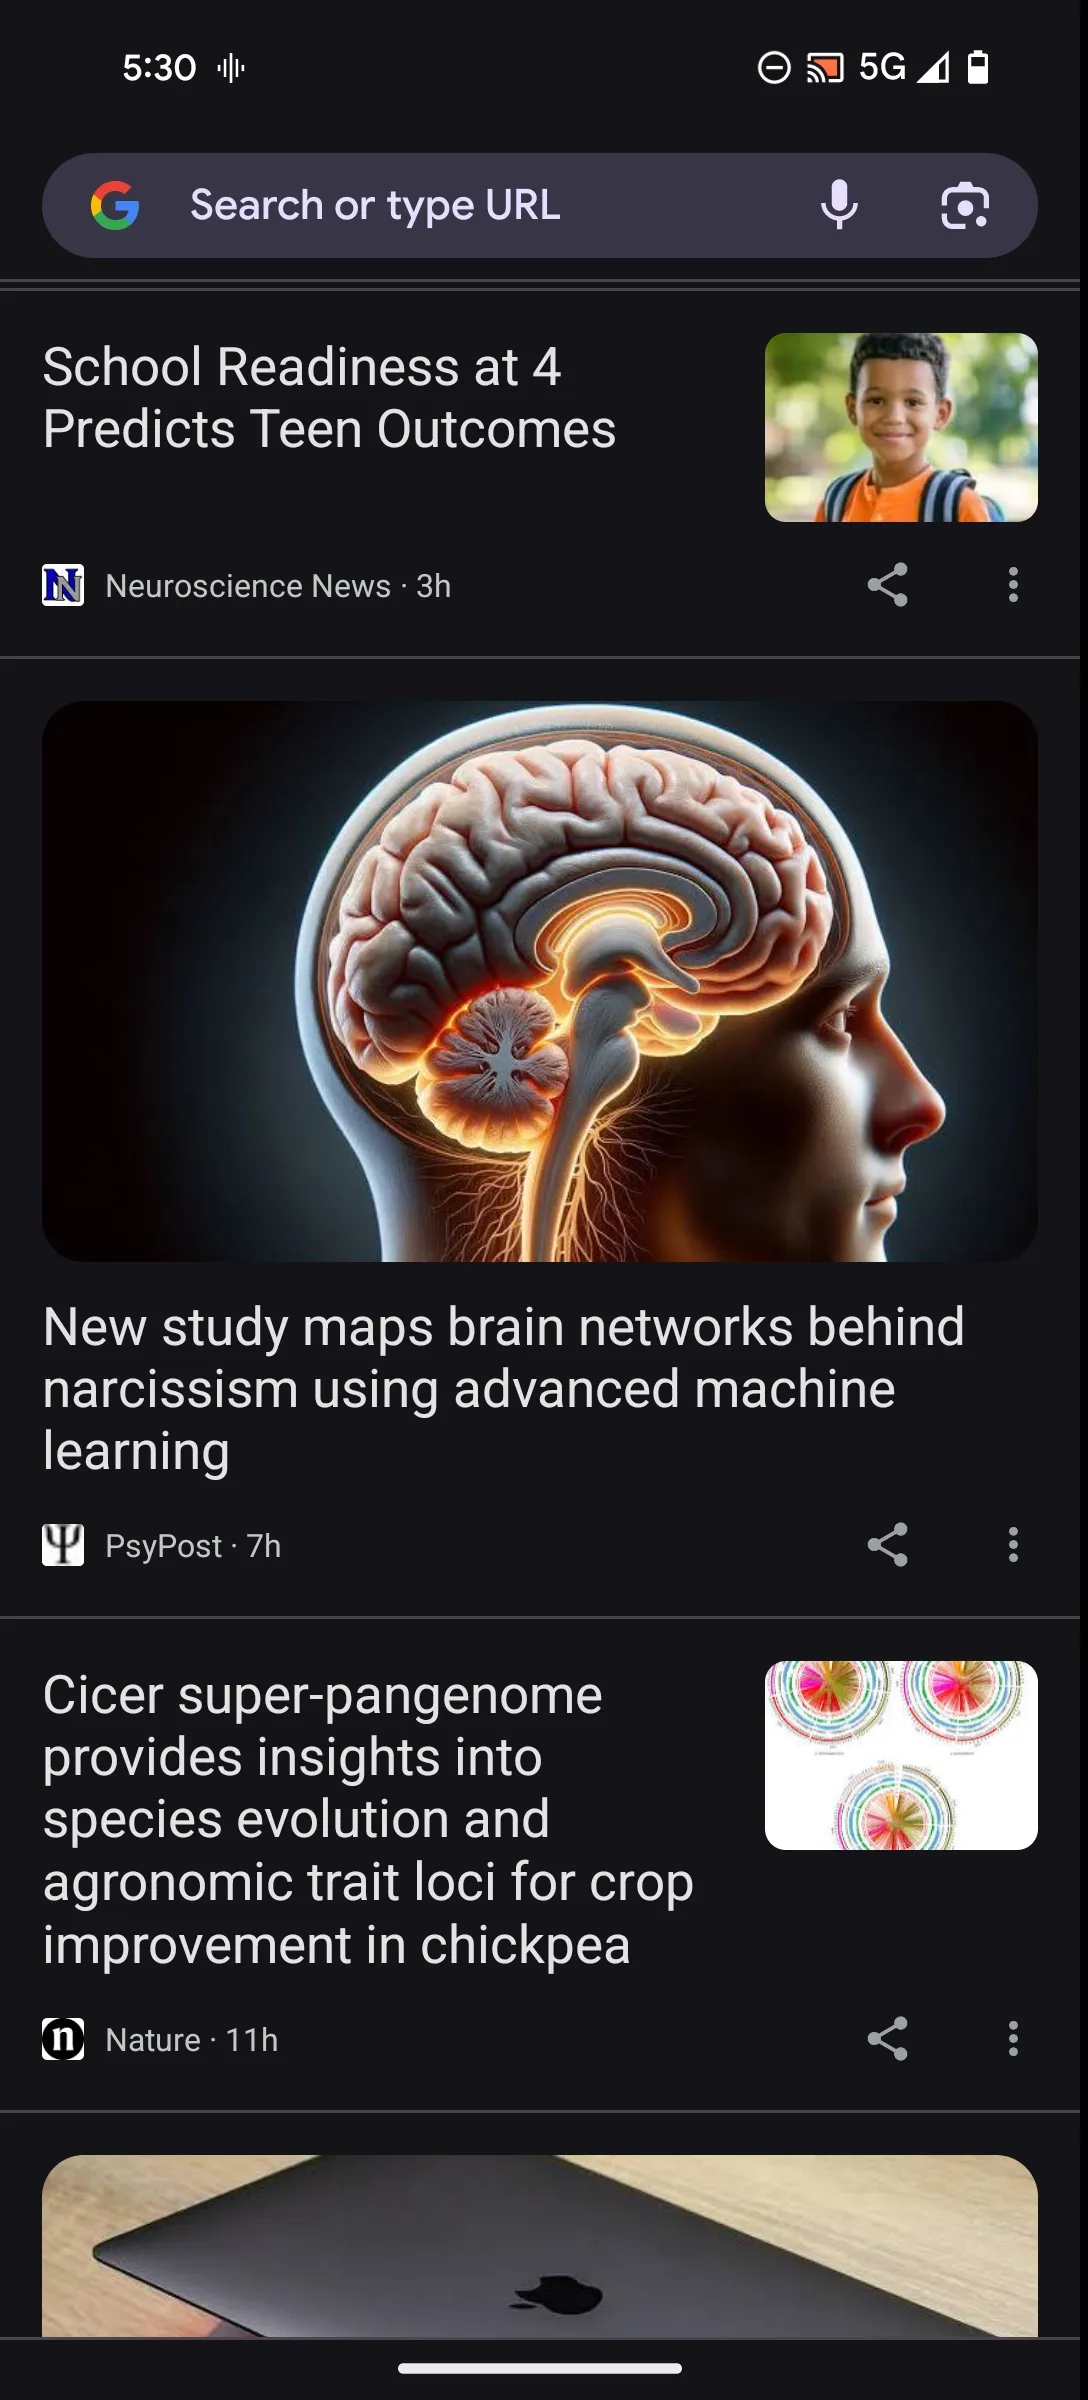 5:30
5G
Search or type URL
School Readiness at 4
Predicts Teen Outcomes
Neuroscience News · 3h
New study maps brain networks behind
narcissism using advanced machine
learning
PsyPost · 7h
Cicer super-pangenome
provides insights into
species evolution and
agronomic trait loci for crop
improvement in chickpea
n
Nature · 11h